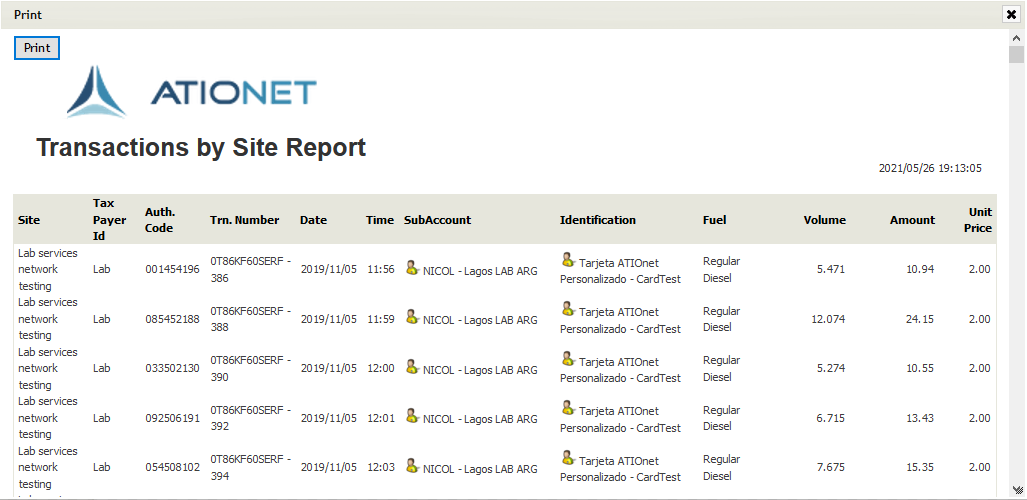 Print
Print
ATIONET
Transactions by Site Report
2021/05/26 19:13:05
Site Tax Payer Id Auth. Code Trn. Number Date Time SubAccount Identification Fuel Volume Amount Unit Price
Lab services network testing Lab 001454196 0T86KF60SERF - 386 2019/11/05 11:56 NICOL - Lagos LAB ARG Tarjeta ATIOnet Personalizado - CardTest Regular Diesel 5.471 10.94 2.00
Lab services network testing Lab 085452188 0T86KF60SERF - 388 2019/11/05 11:59 NICOL - Lagos LAB ARG Tarjeta ATIOnet Personalizado - CardTest Regular Diesel 12.074 24.15 2.00
Lab services network testing Lab 033502130 0T86KF60SERF - 390 2019/11/05 12:00 NICOL - Lagos LAB ARG Tarjeta ATIOnet Personalizado - CardTest Regular Diesel 5.274 10.55 2.00
Lab services network testing Lab 092506191 0T86KF60SERF - 392 2019/11/05 12:01 NICOL - Lagos LAB ARG Tarjeta ATIOnet Personalizado - CardTest Regular Diesel 6.715 13.43 2.00
Lab services network testing Lab 054508102 0T86KF60SERF - 394 2019/11/05 12:03 NICOL - Lagos LAB ARG Tarjeta ATIOnet Personalizado - CardTest Regular Diesel 7.675 15.35 2.00